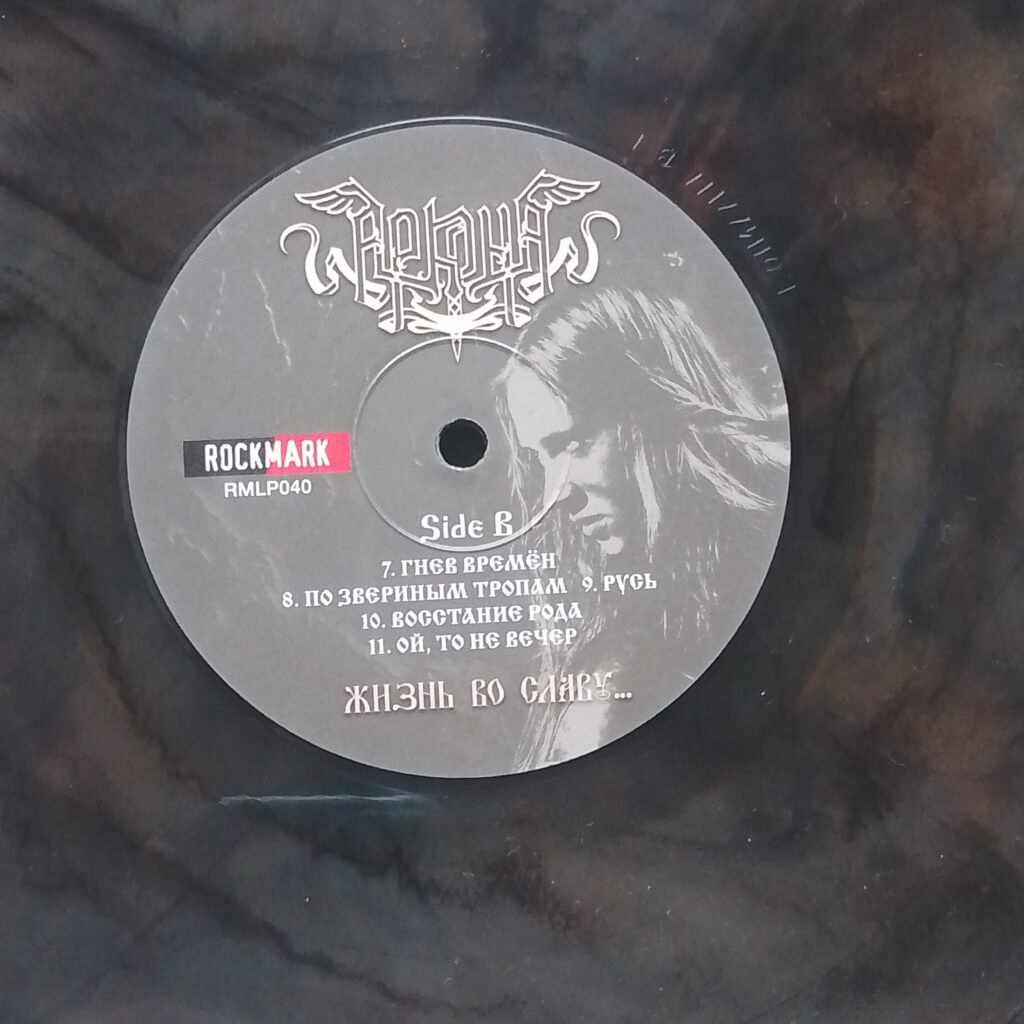 Аркона
ROCKMARK
RMLP040
Side B
7. ГНЕВ ВРЕМЁН
8. ПО ЗВЕРИНЫМ ТРОПАМ 9. РУСЬ
10. ВОССТАНИЕ РОДА
11. ОЙ, ТО НЕ ВЕЧЕР
ЖИЗНЬ ВО СЛАВУ...